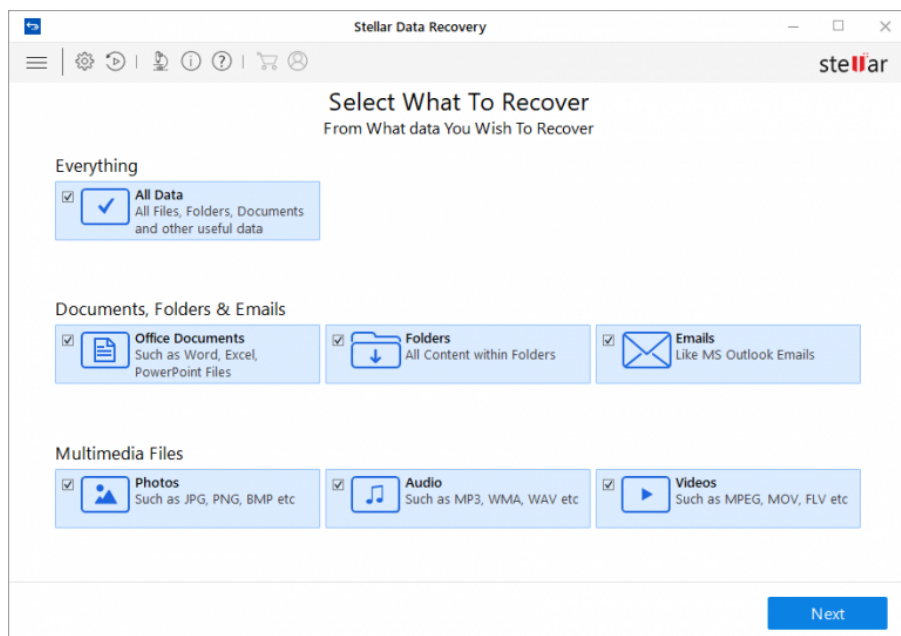 Stellar Data Recovery
stellar
Select What To Recover
From What data You Wish To Recover
Everything
All Data
All Files, Folders, Documents
and other useful data
Documents, Folders & Emails
Office Documents
Such as Word, Excel,
PowerPoint Files
Folders
All Content within Folders
Emails
Like MS Outlook Emails
Multimedia Files
Photos
Such as JPG, PNG, BMP etc
Audio
Such as MP3, WMA, WAV etc
Videos
Such as MPEG, MOV, FLV etc
Next